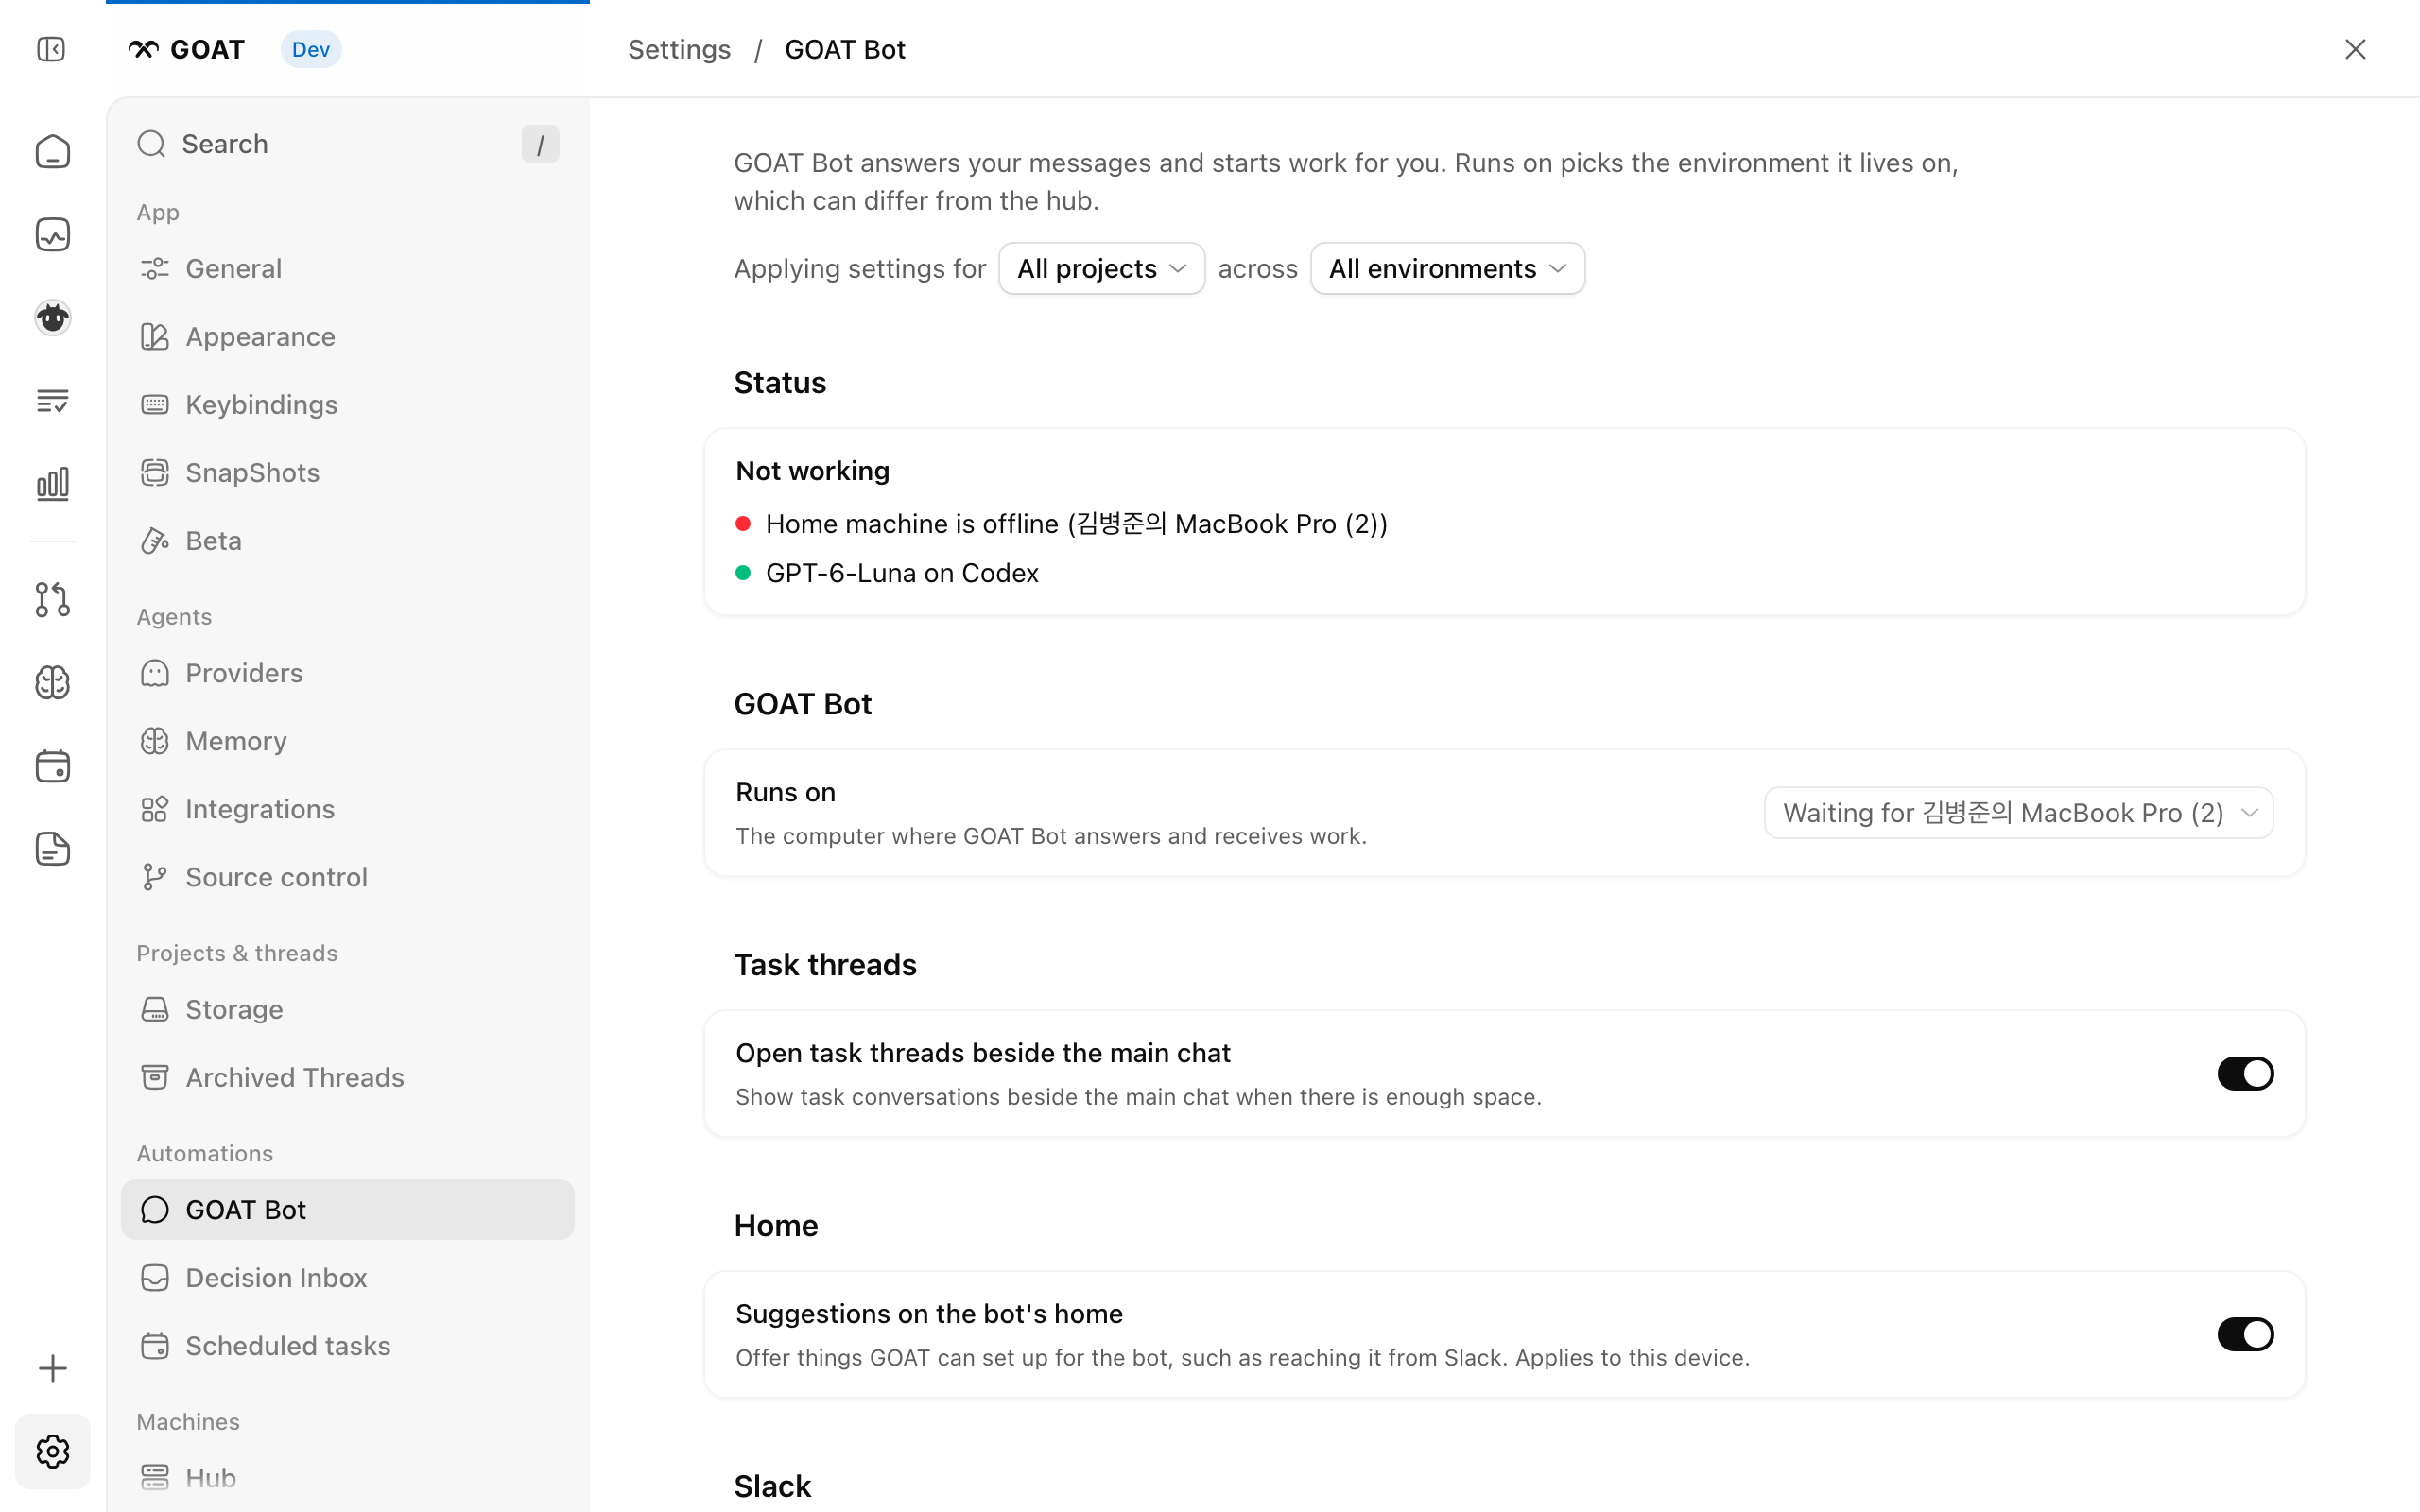 GOAT Dev
Settings / GOAT Bot
Search /
App
General
Appearance
Keybindings
SnapShots
Beta
Agents
Providers
Memory
Integrations
Source control
Projects & threads
Storage
Archived Threads
Automations
GOAT Bot
Decision Inbox
Scheduled tasks
Machines
Hub
GOAT Bot answers your messages and starts work for you. Runs on picks the environment it lives on,
which can differ from the hub.
Applying settings for All projects across All environments
Status
Not working
Home machine is offline (김병준의 MacBook Pro (2))
GPT-6-Luna on Codex
GOAT Bot
Runs on
The computer where GOAT Bot answers and receives work.
Waiting for 김병준의 MacBook Pro (2)
Task threads
Open task threads beside the main chat
Show task conversations beside the main chat when there is enough space.
Home
Suggestions on the bot's home
Offer things GOAT can set up for the bot, such as reaching it from Slack. Applies to this device.
Slack